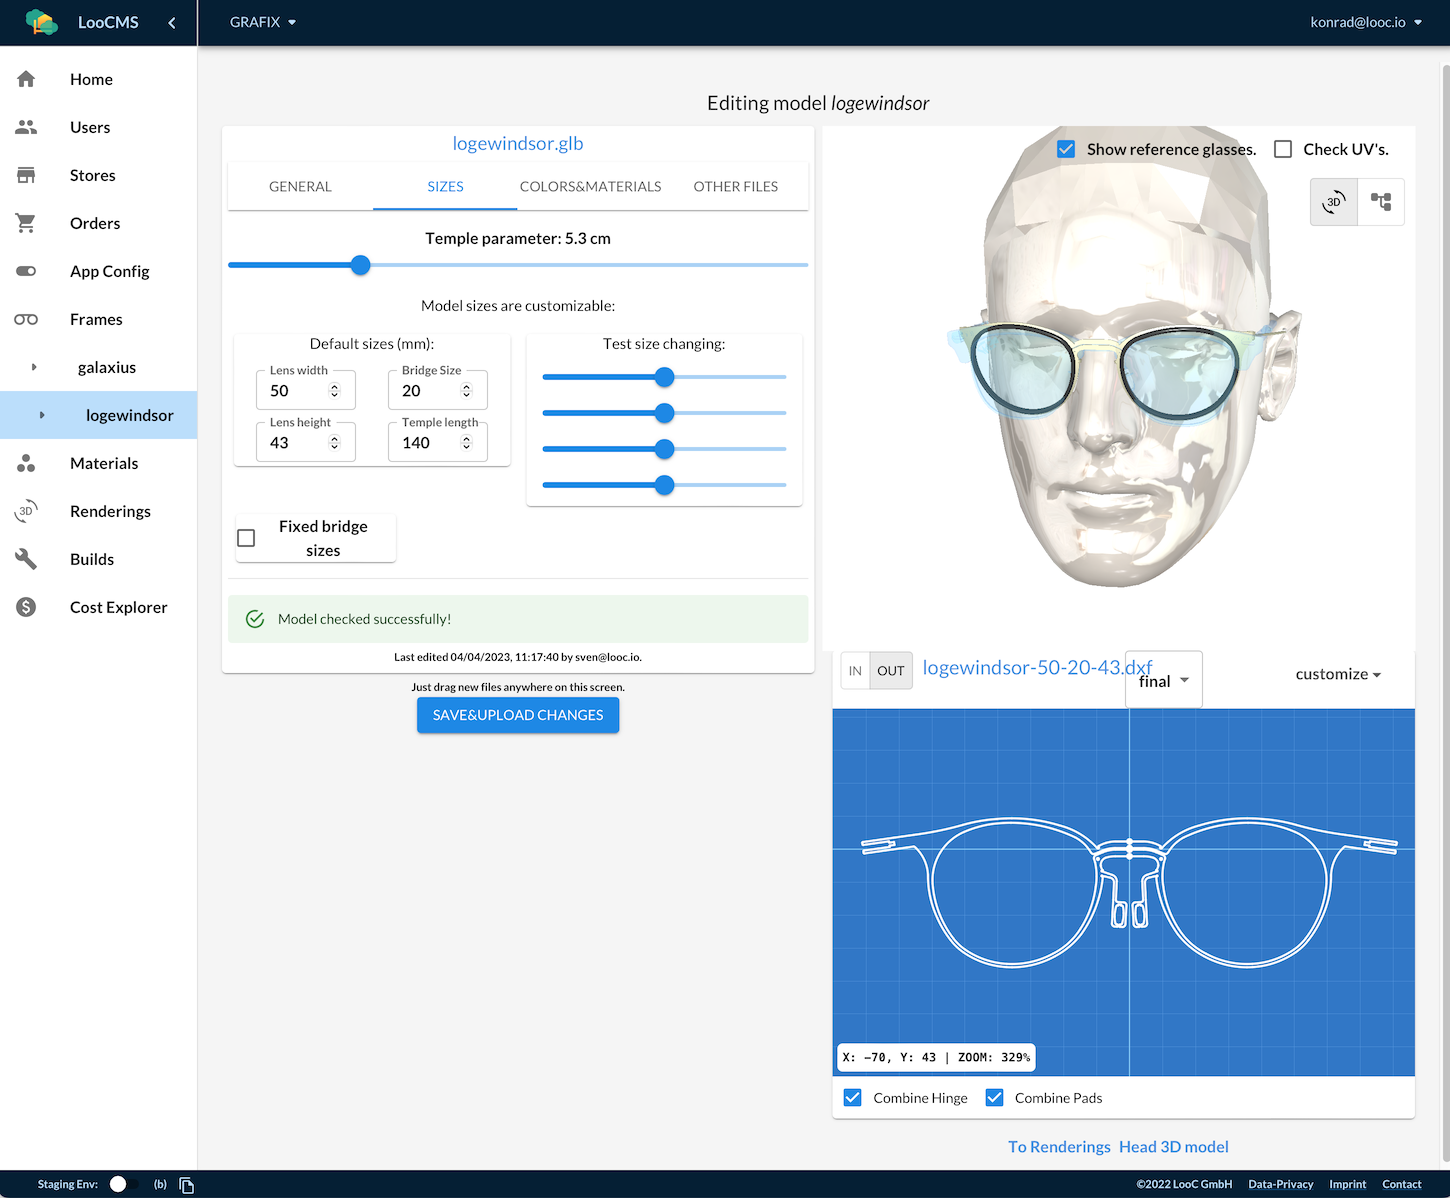 LooCMS
GRAFIX
konrad@looc.io
Home
Users
Stores
Orders
App Config
Frames
galaxius
logewindsor
Materials
Renderings
Builds
Cost Explorer
Editing model logewindsor
logewindsor.glb
GENERAL SIZES COLORS&MATERIALS OTHER FILES
Temple parameter: 5.3 cm
Model sizes are customizable:
Default sizes (mm):
Lens width
50
Bridge Size
20
Lens height
43
Temple length
140
Test size changing:
Fixed bridge
sizes
Model checked successfully!
Last edited 04/04/2023, 11:17:40 by sven@looc.io.
Just drag new files anywhere on this screen.
SAVE&UPLOAD CHANGES
Show reference glasses. Check UV's.
3D
IN OUT logewindsor-50-20-43.dxf
final
customize
X: −70, Y: 43 | ZOOM: 329%
Combine Hinge Combine Pads
To Renderings Head 3D model
Staging Env: (b)
©2022 LooC GmbH Data-Privacy Imprint Contact
3D